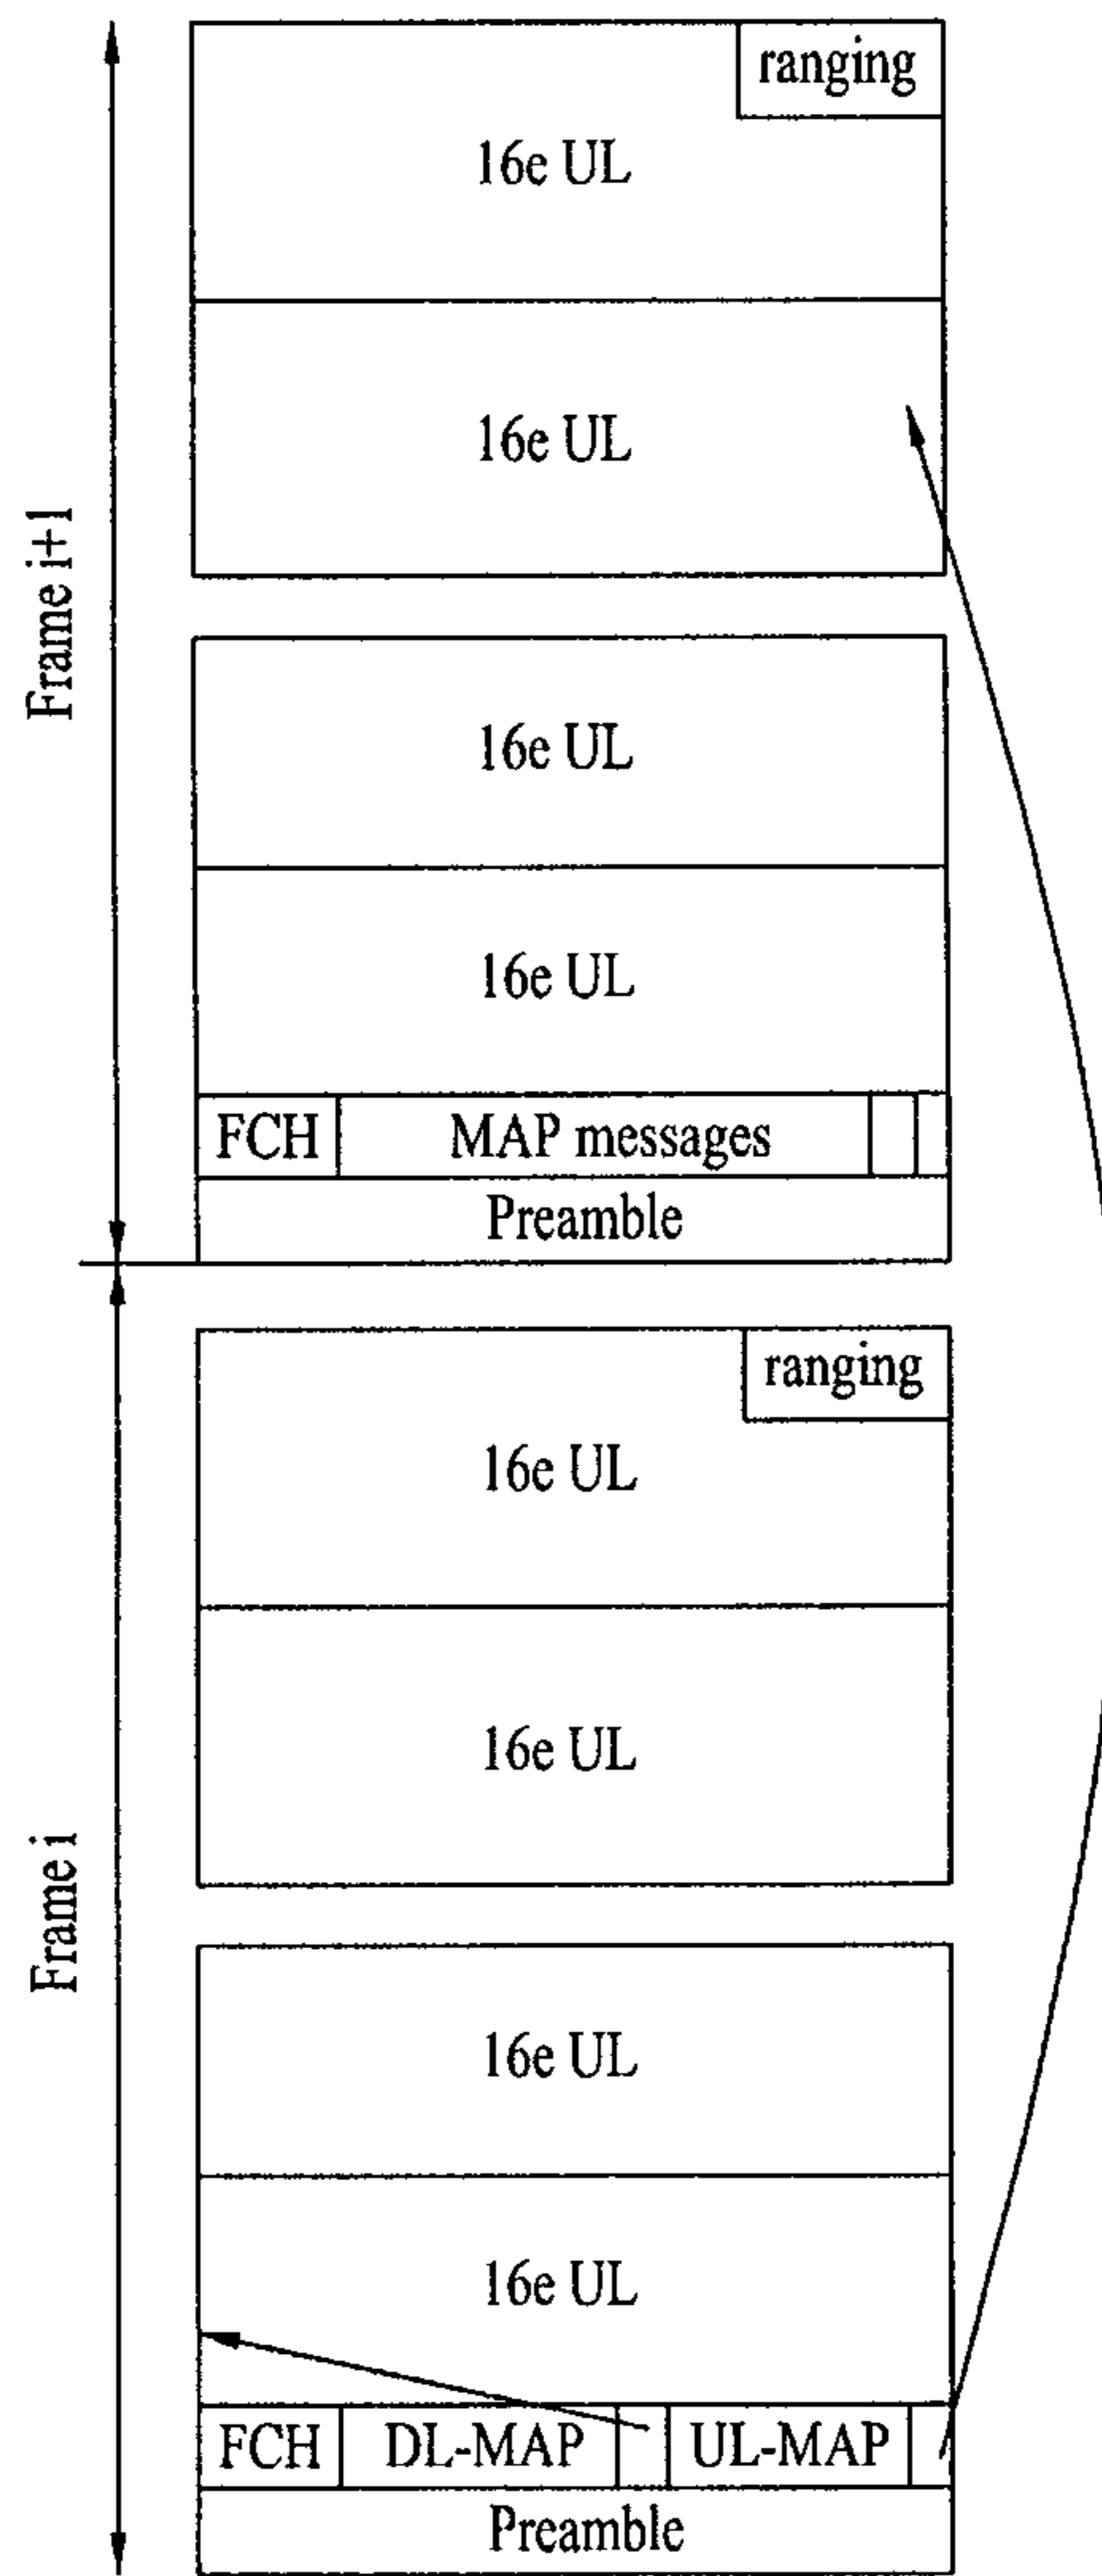 ranging
16e UL
16e UL
Frame i+1
16e UL
16e UL
FCH MAP messages
Preamble
ranging
16e UL
16e UL
Frame i
16e UL
16e UL
FCH DL-MAP UL-MAP
Preamble